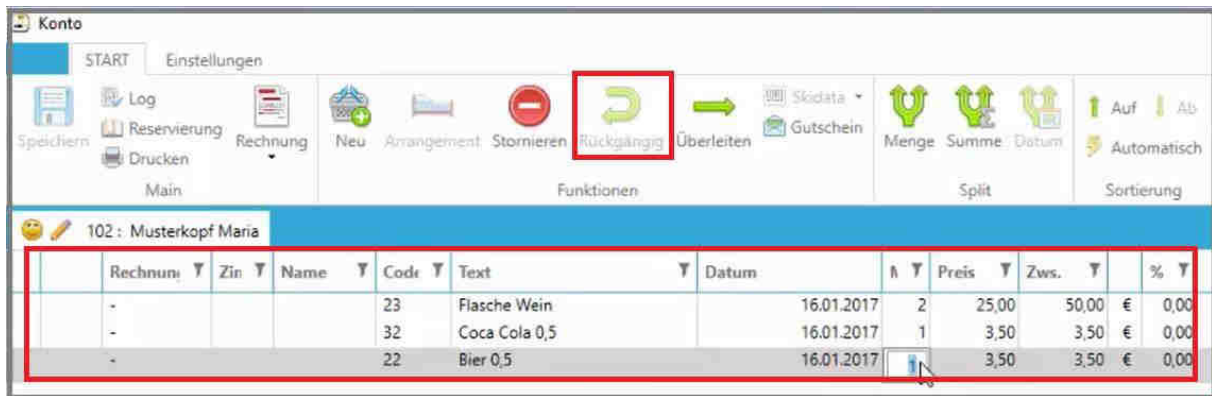 Konto
START Einstellungen
Speichern
Log
Reservierung
Drucken
Rechnung
Main
Neu
Arrangement
Stornieren
Rückgängig
Überleiten
Skidata
Gutschein
Funktionen
Menge
Summe
Datum
Split
Auf Ab
Automatisch
Sortierung
102 : Musterkopf Maria
Rechnun Zin Name Code Text Datum Preis Zws. %
- 23 Flasche Wein 16.01.2017 2 25,00 50,00 € 0,00
- 32 Coca Cola 0,5 16.01.2017 1 3,50 3,50 € 0,00
- 22 Bier 0,5 16.01.2017 1 3,50 3,50 € 0,00